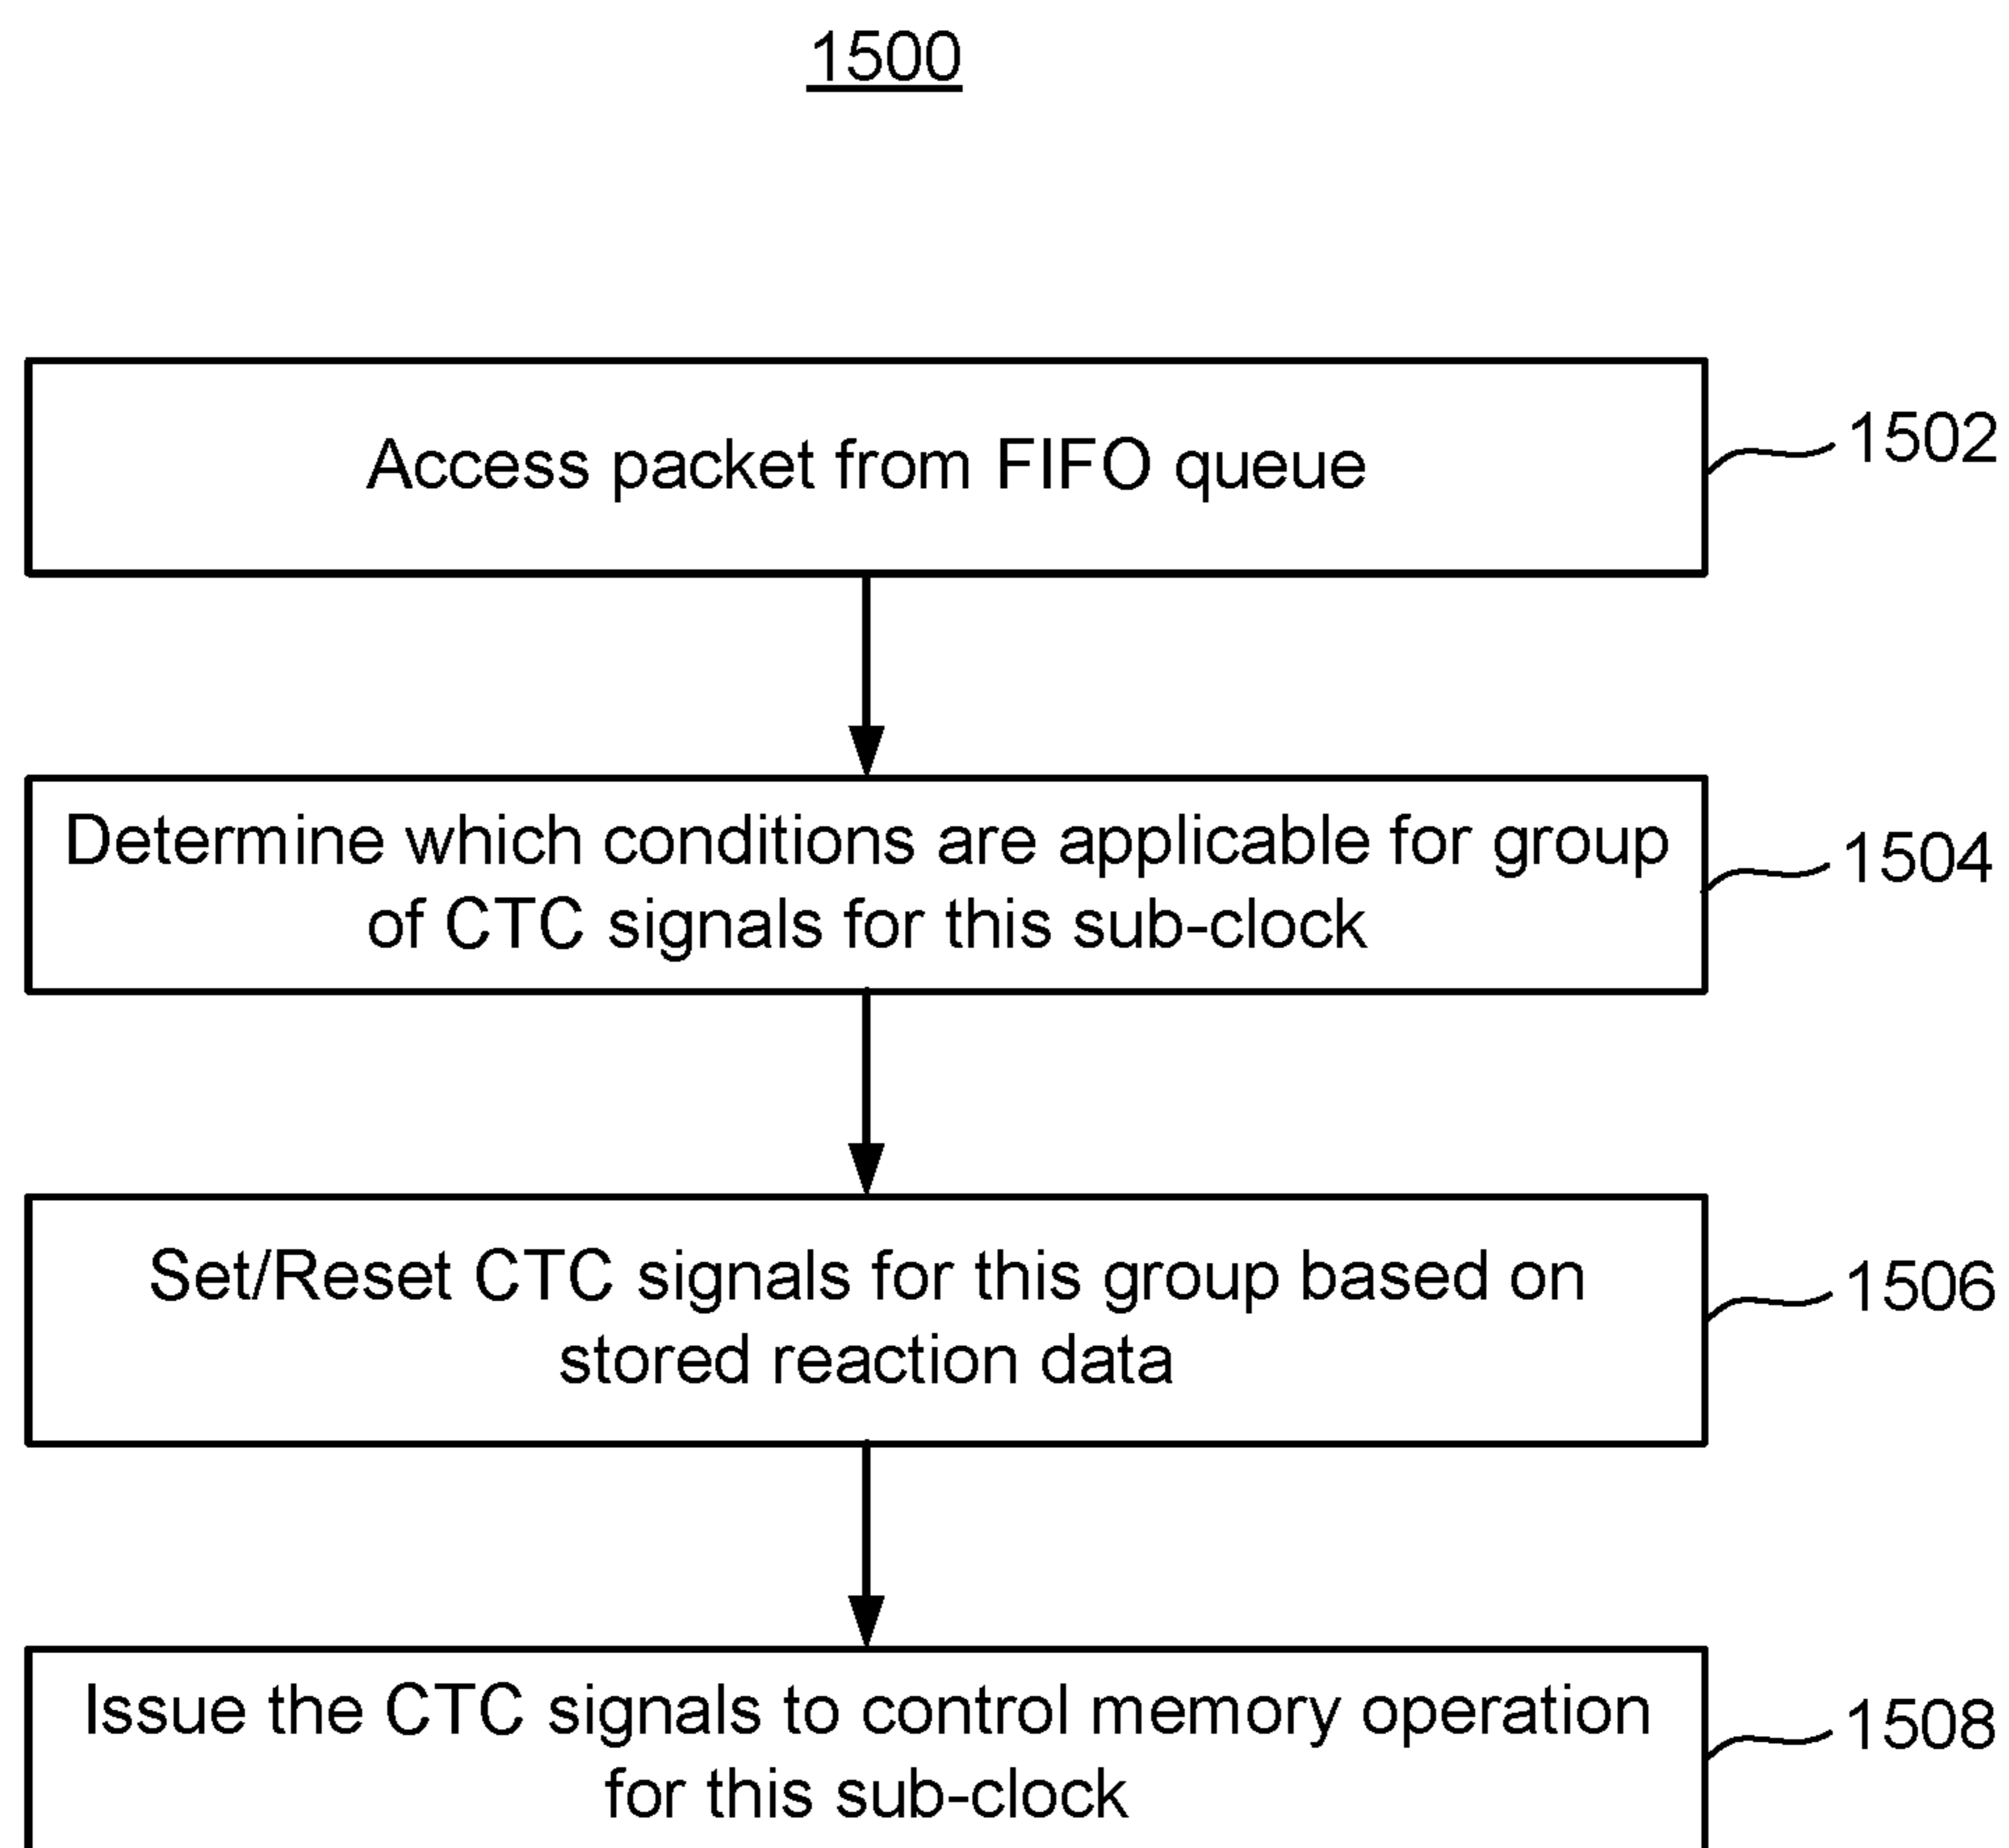 1500
Access packet from FIFO queue
1502
Determine which conditions are applicable for group
of CTC signals for this sub-clock
1504
Set/Reset CTC signals for this group based on
stored reaction data
1506
Issue the CTC signals to control memory operation
for this sub-clock
1508